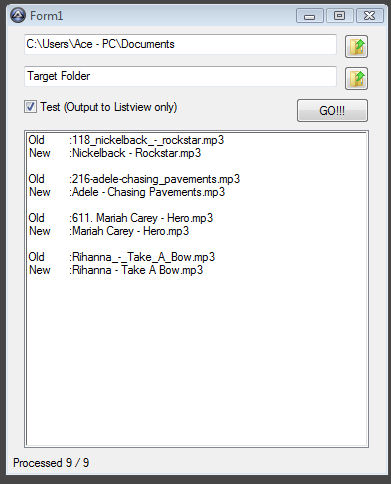 Form1
C:\Users\Ace - PC\Documents
Target Folder
Test (Output to Listview only)
GO!!!
Old :118_nickelback_-_rockstar.mp3
New :Nickelback - Rockstar.mp3
Old :216-adele-chasing_pavements.mp3
New :Adele - Chasing Pavements.mp3
Old :611. Mariah Carey - Hero.mp3
New :Mariah Carey - Hero.mp3
Old :Rihanna_-_Take_A_Bow.mp3
New :Rihanna - Take A Bow.mp3
Processed 9 / 9